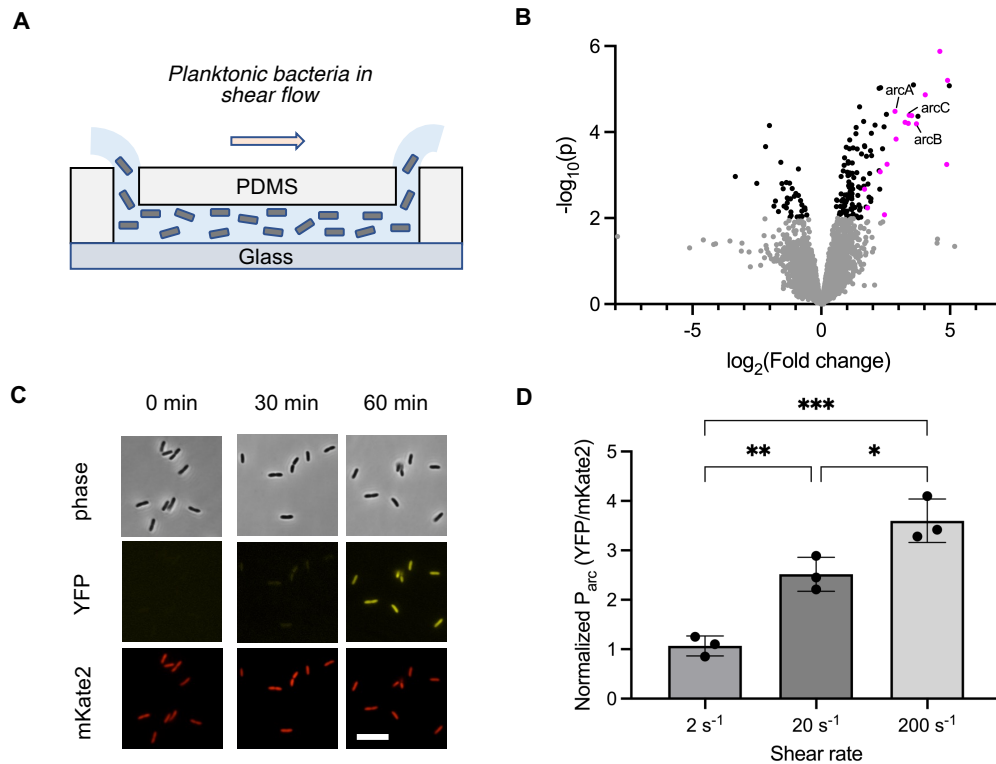 A
Planktonic bacteria in
shear flow
PDMS
Glass
B
6
4
2
0
-log₁₀(p)
arcA
arcC
arcB
-5
0
5
log₂(Fold change)
C
0 min
30 min
60 min
phase
YFP
mKate2
D
***
**
*
5
4
3
2
1
0
Normalized Parc (YFP/mKate2)
2 s⁻¹
20 s⁻¹
200 s⁻¹
Shear rate